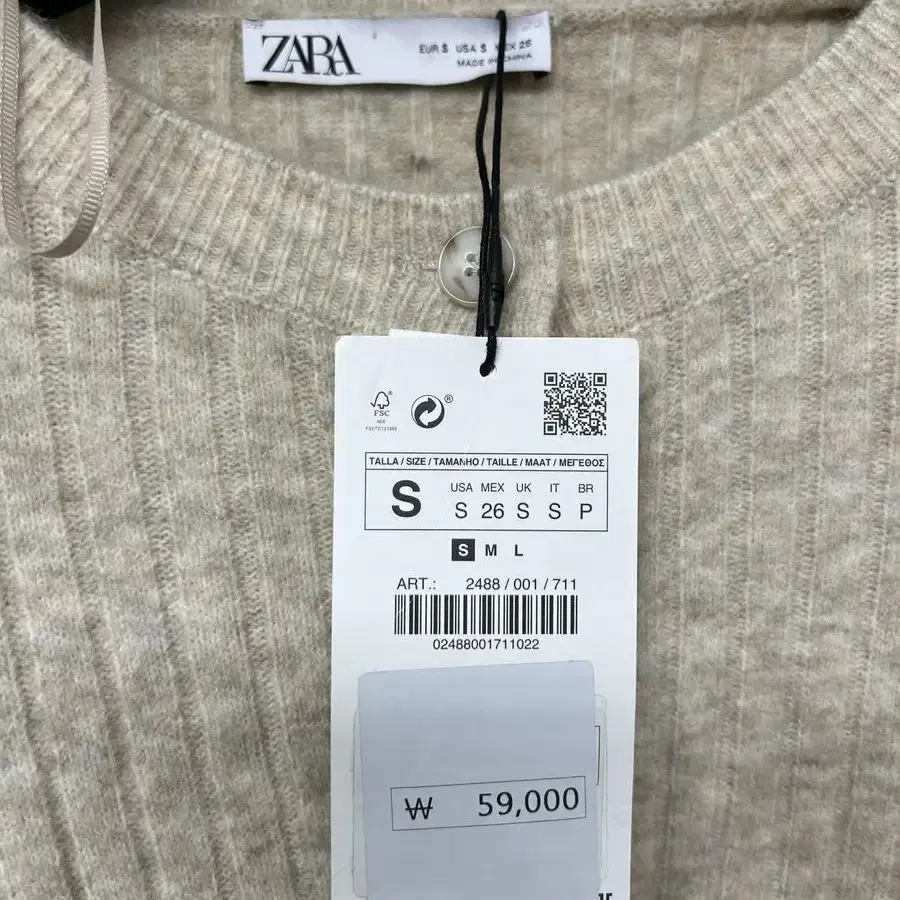 ZARA
EUR S USA S MEX 26
MADE IN CHINA
FSC
MIX
TALLA / SIZE / TAMANHO / TAILLE / MAAT / ΜΕΓΕΘΟΣ
S
USA MEX UK IT BR
S 26 S S P
S M L
ART.: 2488 / 001 / 711
02488001711022
₩ 59,000